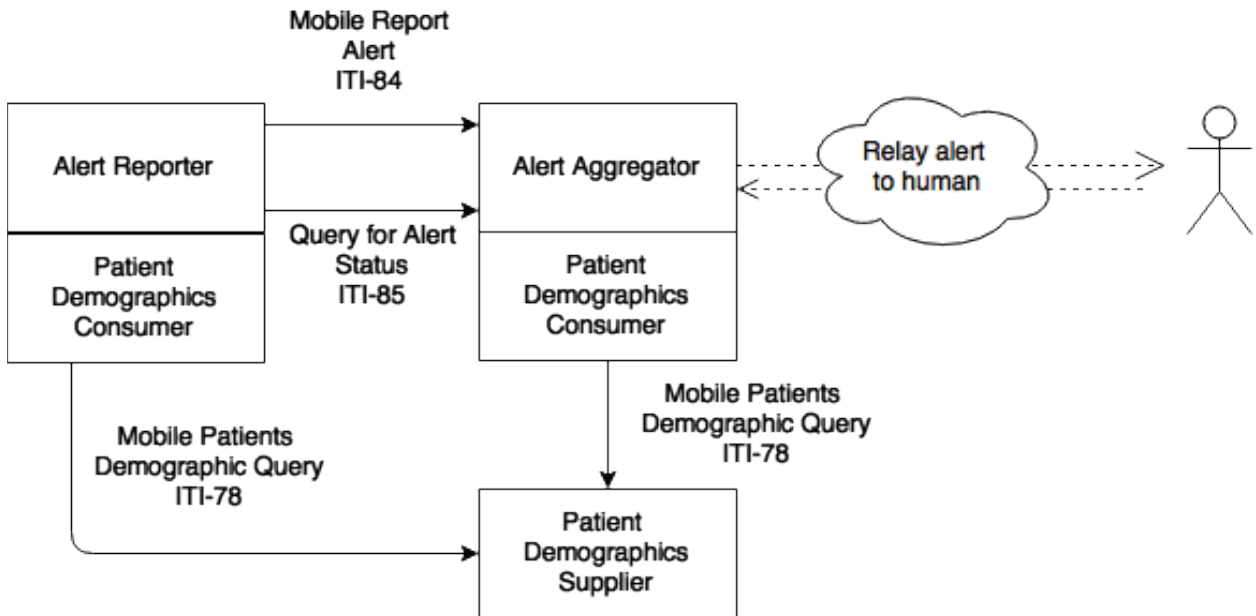 Mobile Report
Alert
ITI-84
Alert Reporter
Alert Aggregator
Relay alert
to human
Query for Alert
Status
ITI-85
Patient
Demographics
Consumer
Patient
Demographics
Consumer
Mobile Patients
Demographic Query
ITI-78
Mobile Patients
Demographic Query
ITI-78
Patient
Demographics
Supplier